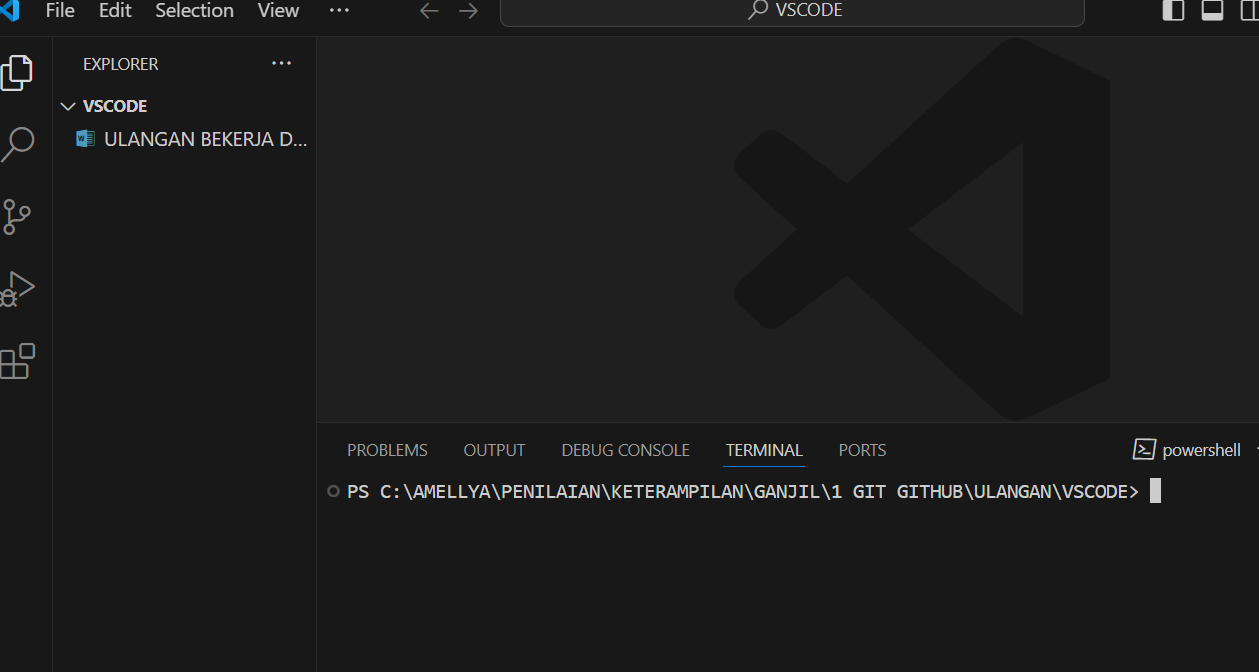 File Edit Selection View ···
VSCODE
EXPLORER ···
VSCODE
ULANGAN BEKERJA D...
PROBLEMS OUTPUT DEBUG CONSOLE TERMINAL PORTS
powershell
PS C:\AMELLYA\PENILAIAN\KETERAMPILAN\GANJIL\1 GIT GITHUB\ULANGAN\VSCODE>